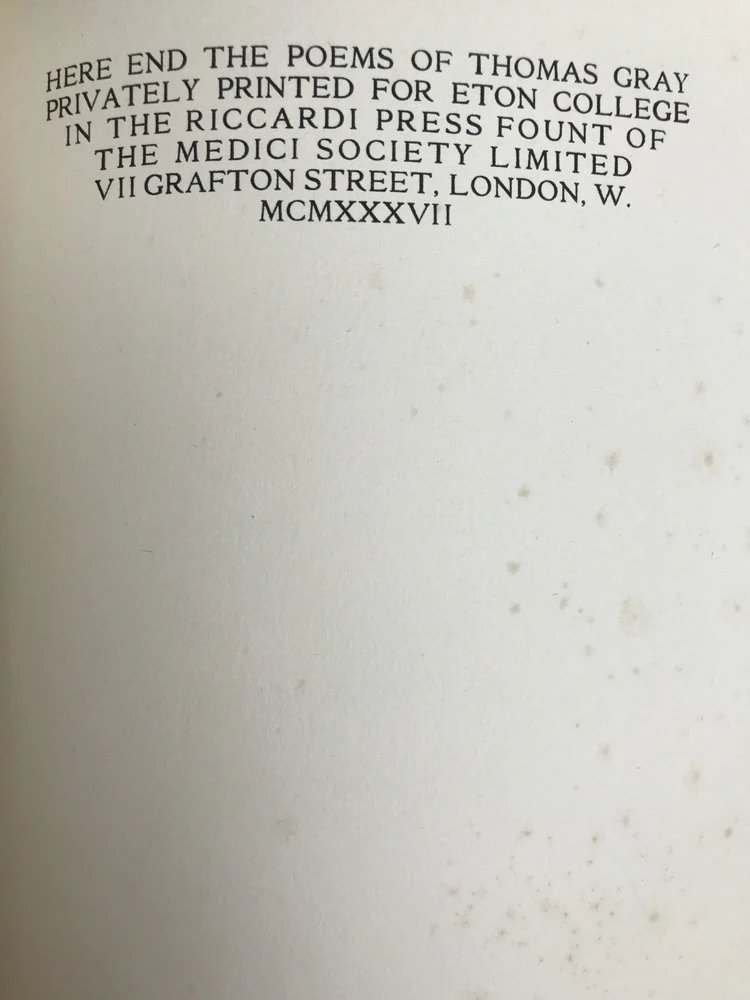 HERE END THE POEMS OF THOMAS GRAY
PRIVATELY PRINTED FOR ETON COLLEGE
IN THE RICCARDI PRESS FOUNT OF
THE MEDICI SOCIETY LIMITED
VII GRAFTON STREET, LONDON, W.
MCMXXXVII